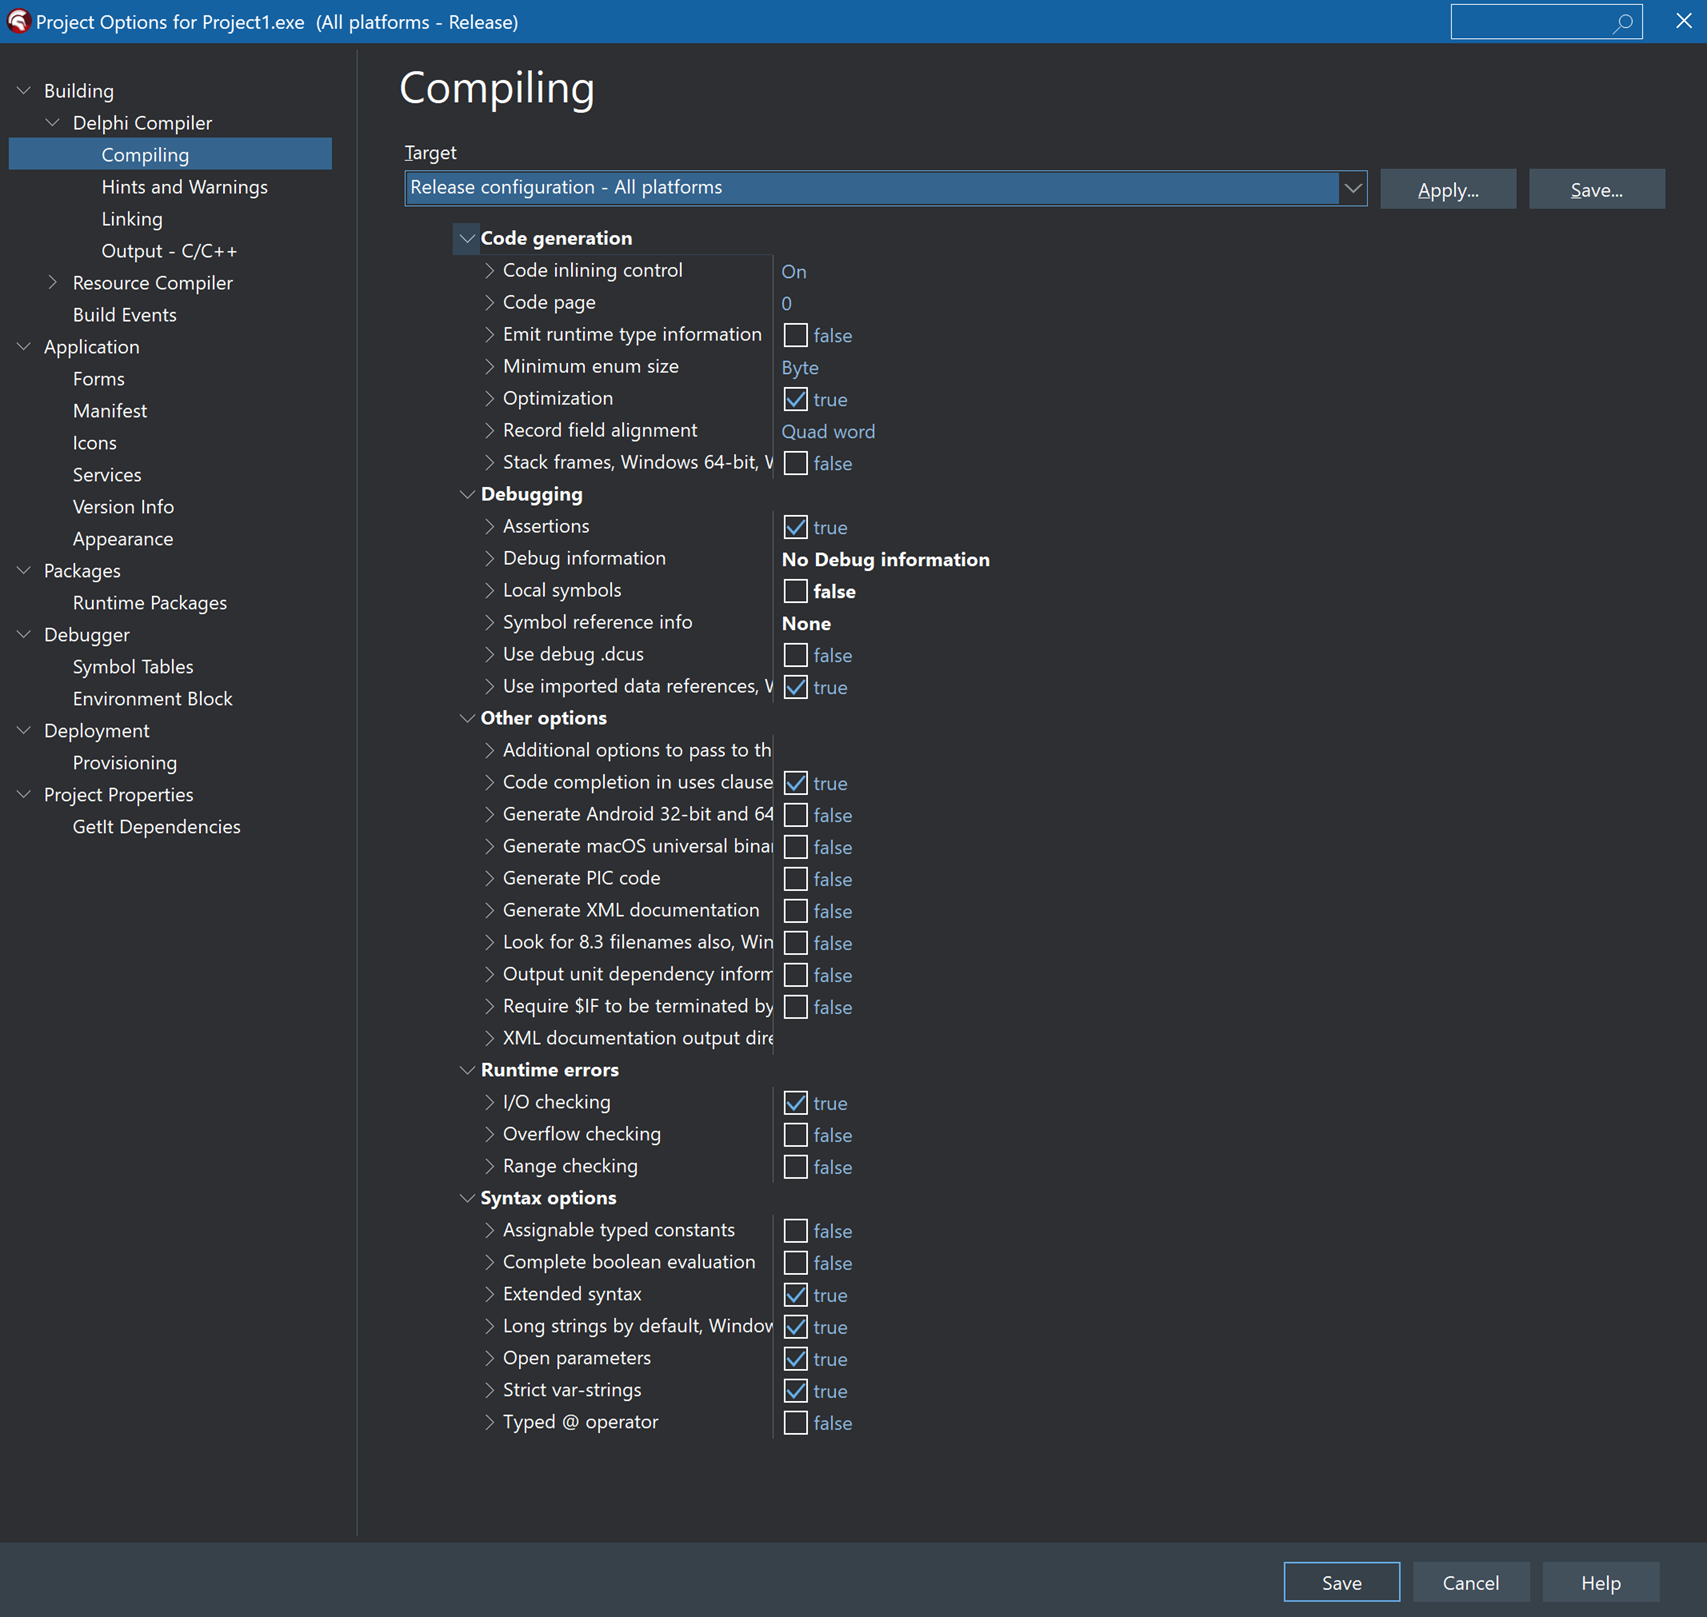 Project Options for Project1.exe (All platforms - Release)
Building
Delphi Compiler
Compiling
Hints and Warnings
Linking
Output - C/C++
Resource Compiler
Build Events
Application
Forms
Manifest
Icons
Services
Version Info
Appearance
Packages
Runtime Packages
Debugger
Symbol Tables
Environment Block
Deployment
Provisioning
Project Properties
GetIt Dependencies
Compiling
Target
Release configuration - All platforms
Apply...
Save...
Code generation
Code inlining control On
Code page 0
Emit runtime type information false
Minimum enum size Byte
Optimization true
Record field alignment Quad word
Stack frames, Windows 64-bit, false
Debugging
Assertions true
Debug information No Debug information
Local symbols false
Symbol reference info None
Use debug .dcus false
Use imported data references, true
Other options
Additional options to pass to th
Code completion in uses clause true
Generate Android 32-bit and 64 false
Generate macOS universal bina false
Generate PIC code false
Generate XML documentation false
Look for 8.3 filenames also, Win false
Output unit dependency inform false
Require $IF to be terminated by false
XML documentation output dire
Runtime errors
I/O checking true
Overflow checking false
Range checking false
Syntax options
Assignable typed constants false
Complete boolean evaluation false
Extended syntax true
Long strings by default, Window true
Open parameters true
Strict var-strings true
Typed @ operator false
Save
Cancel
Help